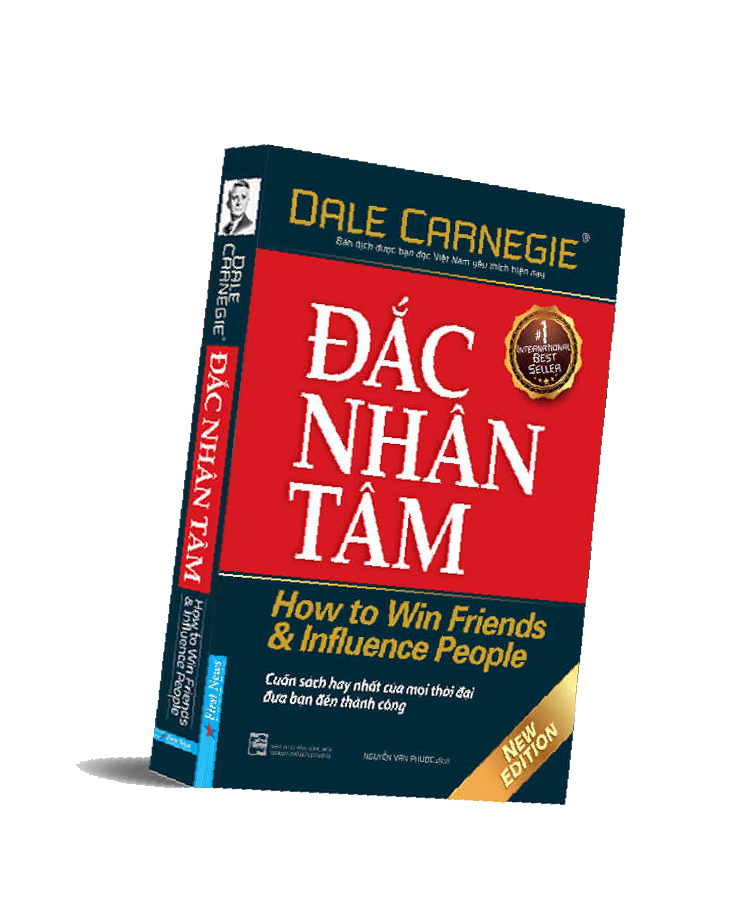 DALE CARNEGIE®
Bản dịch được bạn đọc Việt Nam yêu thích hiện nay
#1
INTERNATIONAL
BEST
SELLER
ĐẮC
NHÂN
TÂM
How to Win Friends
& Influence People
Cuốn sách hay nhất của mọi thời đại
đưa bạn đến thành công
NGUYỄN VĂN PHƯỚC
NEW
EDITION
DALE
CARNEGIE®
ĐẮC NHÂN TÂM
How to Win Friends
& Influence People
First News